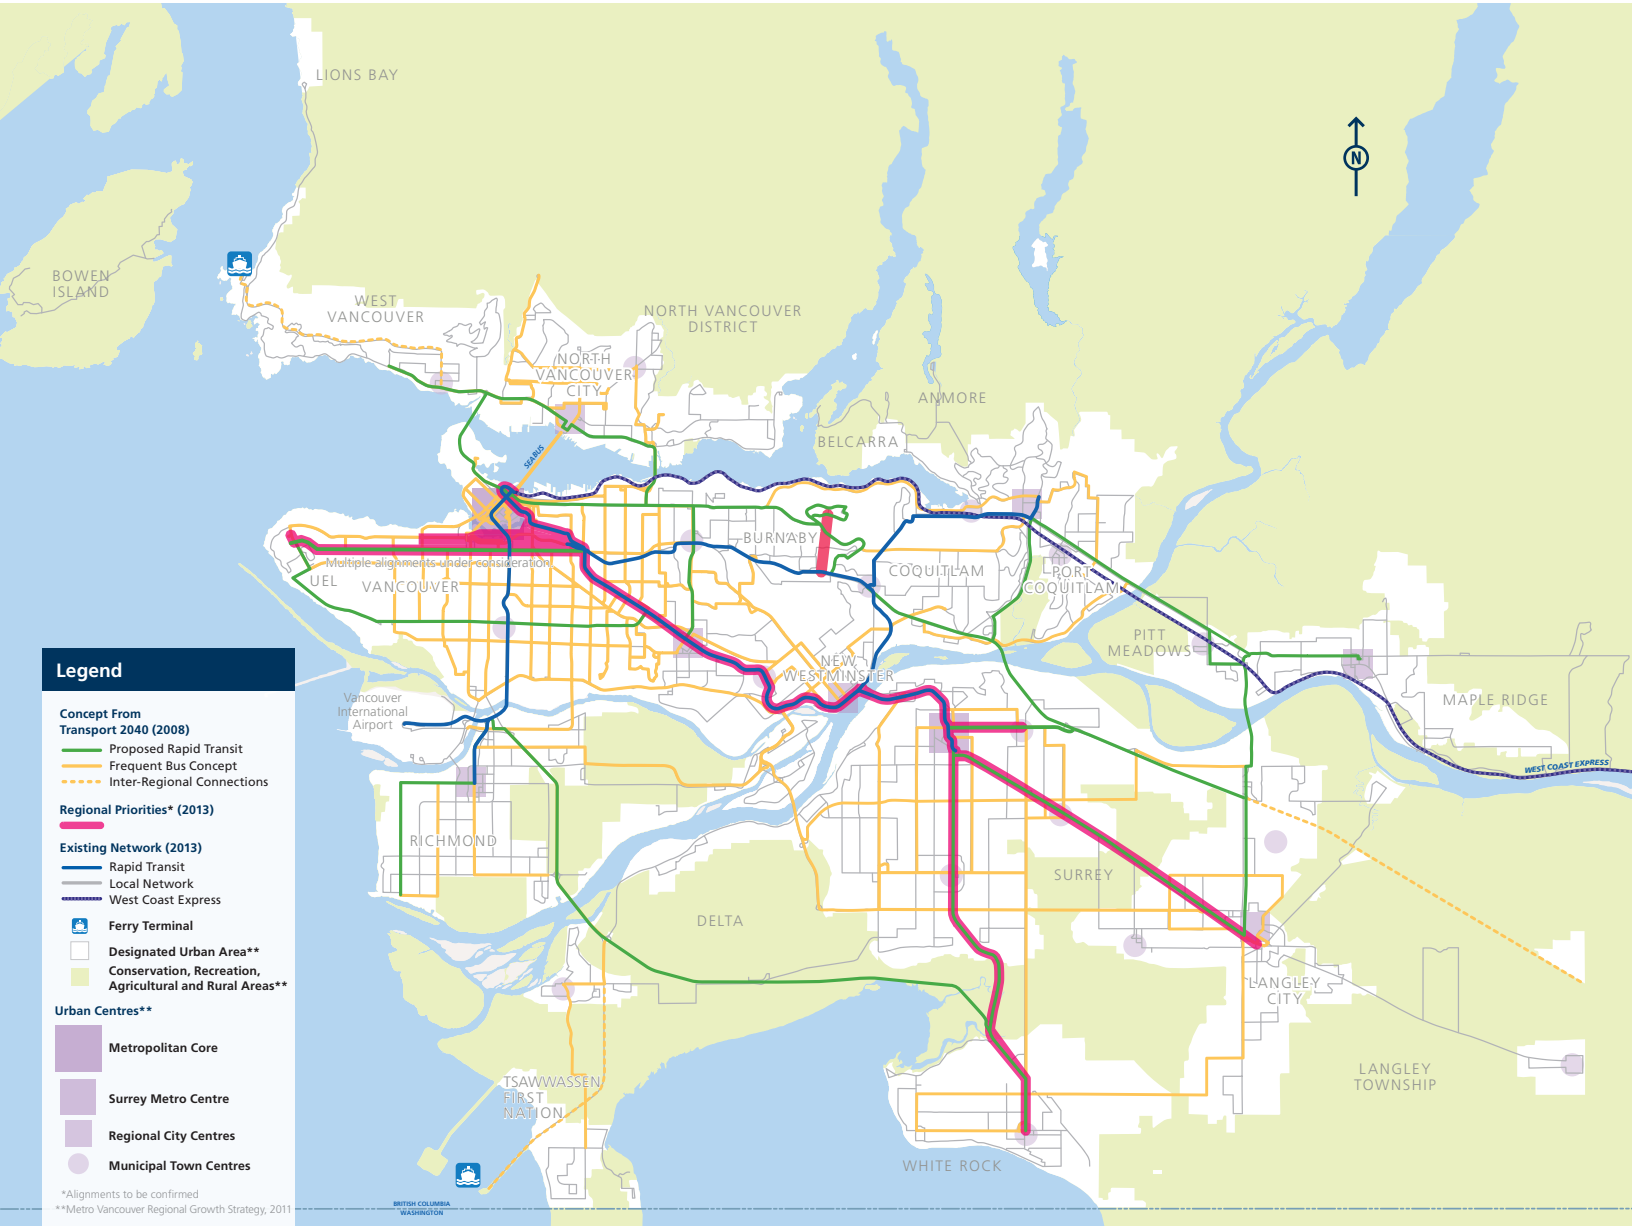 LIONS BAY
N
BOWEN
ISLAND
WEST
VANCOUVER
NORTH VANCOUVER
DISTRICT
NORTH
VANCOUVER
CITY
ANMORE
BELCARRA
SEABUS
BURNABY
Multiple alignments under consideration
UEL
VANCOUVER
COQUITLAM
PORT
COQUITLAM
PITT
MEADOWS
NEW
WESTMINSTER
MAPLE RIDGE
Vancouver
International
Airport
WEST COAST EXPRESS
RICHMOND
SURREY
DELTA
LANGLEY
CITY
LANGLEY
TOWNSHIP
TSAWWASSEN
FIRST
NATION
WHITE ROCK
BRITISH COLUMBIA
WASHINGTON
Legend
Concept From
Transport 2040 (2008)
Proposed Rapid Transit
Frequent Bus Concept
Inter-Regional Connections
Regional Priorities* (2013)
Existing Network (2013)
Rapid Transit
Local Network
West Coast Express
Ferry Terminal
Designated Urban Area**
Conservation, Recreation,
Agricultural and Rural Areas**
Urban Centres**
Metropolitan Core
Surrey Metro Centre
Regional City Centres
Municipal Town Centres
*Alignments to be confirmed
**Metro Vancouver Regional Growth Strategy, 2011